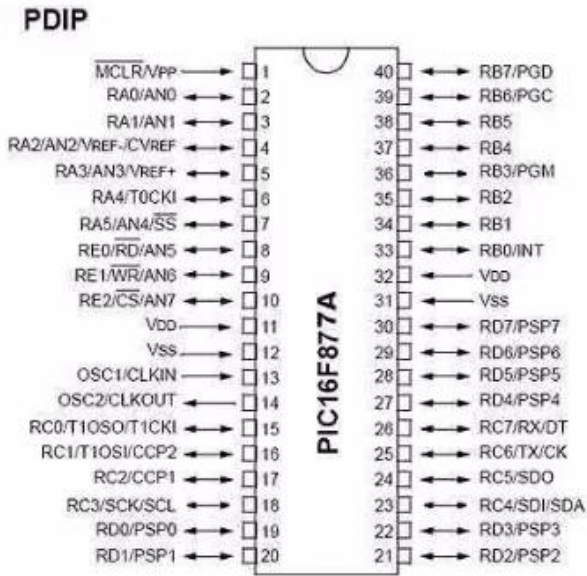 PDIP
MCLR/VPP 1 40 RB7/PGD
RA0/AN0 2 39 RB6/PGC
RA1/AN1 3 38 RB5
RA2/AN2/VREF-/CVREF 4 37 RB4
RA3/AN3/VREF+ 5 36 RB3/PGM
RA4/T0CKI 6 35 RB2
RA5/AN4/SS 7 34 RB1
RE0/RD/AN5 8 33 RB0/INT
RE1/WR/AN6 9 32 VDD
RE2/CS/AN7 10 31 VSS
VDD 11 30 RD7/PSP7
VSS 12 29 RD6/PSP6
OSC1/CLKIN 13 28 RD5/PSP5
OSC2/CLKOUT 14 27 RD4/PSP4
RC0/T1OSO/T1CKI 15 26 RC7/RX/DT
RC1/T1OSI/CCP2 16 25 RC6/TX/CK
RC2/CCP1 17 24 RC5/SDO
RC3/SCK/SCL 18 23 RC4/SDI/SDA
RD0/PSP0 19 22 RD3/PSP3
RD1/PSP1 20 21 RD2/PSP2
PIC16F877A